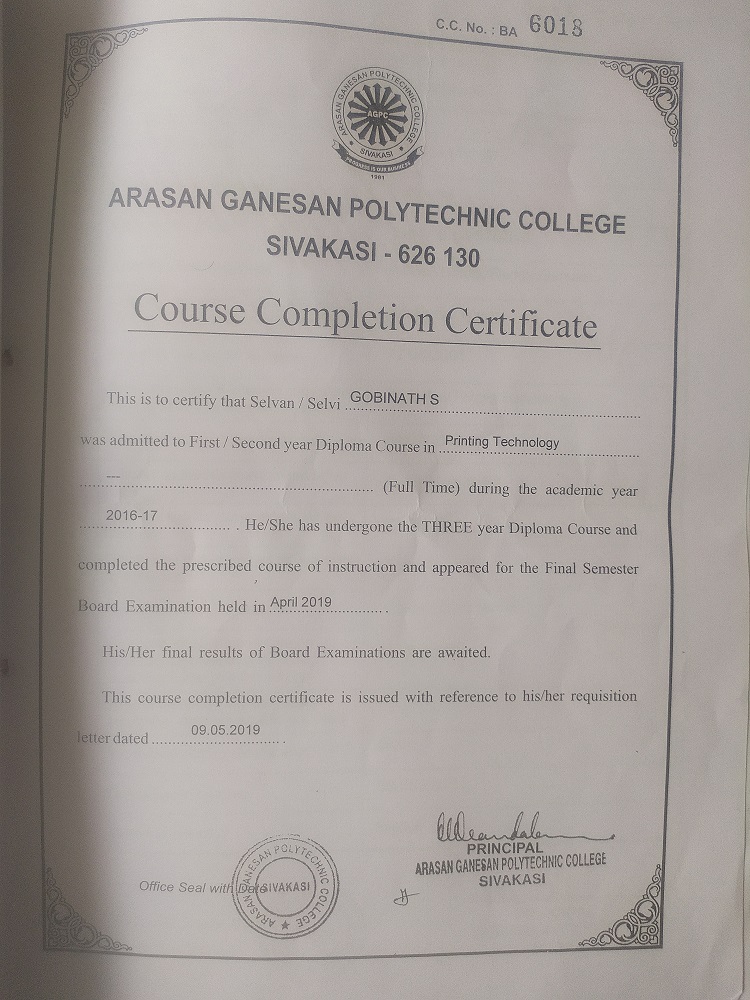 C.C. No. : BA 6018
ARASAN GANESAN POLYTECHNIC COLLEGE
AGPC
SIVAKASI
PROGRESS IS OUR BUSINESS
1981
ARASAN GANESAN POLYTECHNIC COLLEGE
SIVAKASI - 626 130
Course Completion Certificate
This is to certify that Selvan / Selvi GOBINATH S
was admitted to First / Second year Diploma Course in Printing Technology
--- (Full Time) during the academic year
2016-17 . He/She has undergone the THREE year Diploma Course and
completed the prescribed course of instruction and appeared for the Final Semester
Board Examination held in April 2019 .
His/Her final results of Board Examinations are awaited.
This course completion certificate is issued with reference to his/her requisition
letter dated 09.05.2019 .
PRINCIPAL
ARASAN GANESAN POLYTECHNIC COLLEGE
SIVAKASI
Office Seal with Date
ARASAN GANESAN POLYTECHNIC COLLEGE
SIVAKASI